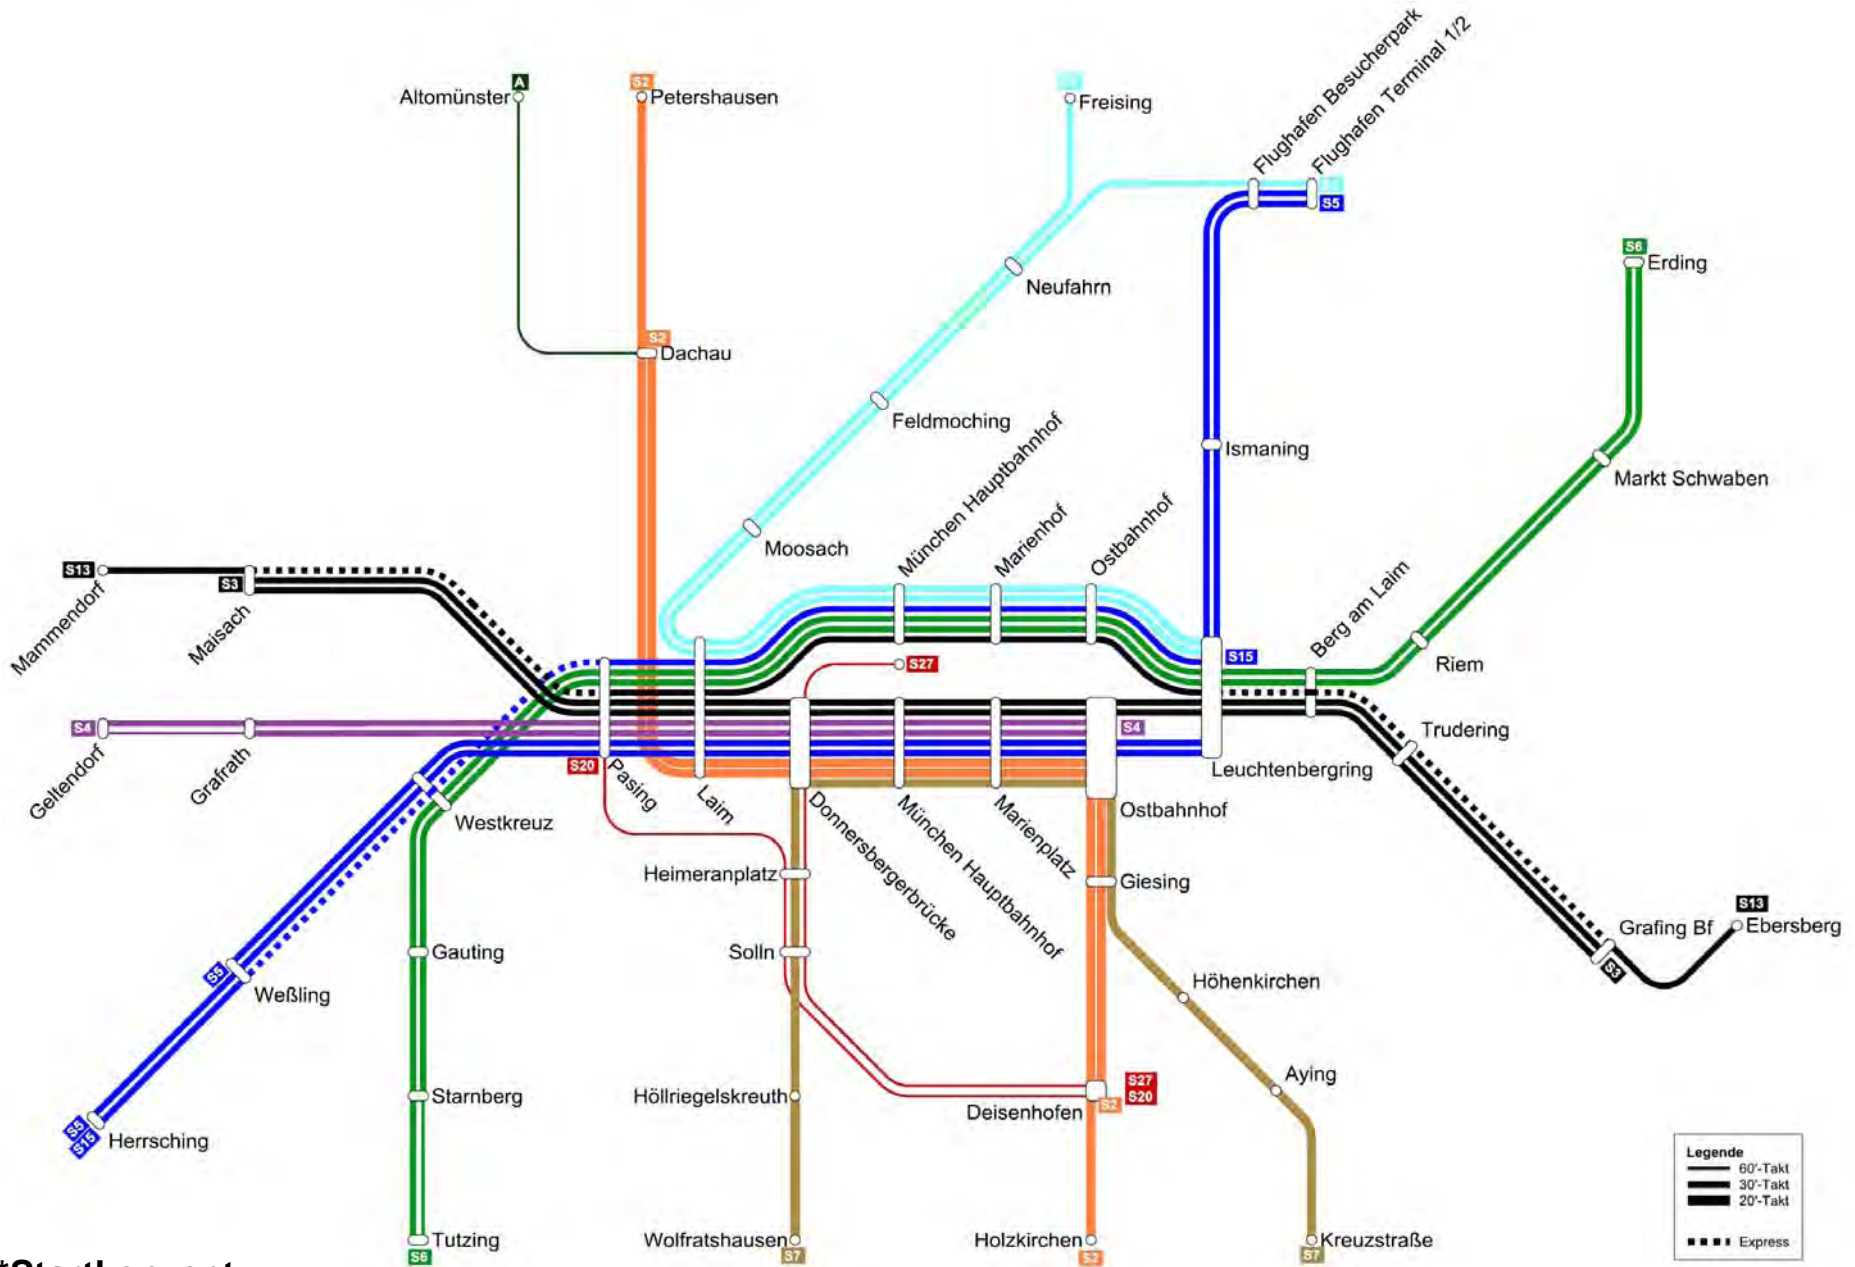 Flughafen Besucherpark
Flughafen Terminal 1/2
A
S2
Altomünster
Petershausen
Freising
S5
S6
Erding
Neufahrn
S2
Dachau
Feldmoching
München Hauptbahnhof
Ismaning
Markt Schwaben
Moosach
Marienhof
Ostbahnhof
Berg am Laim
S13
S3
Mammendorf
Maisach
Riem
S27
S15
S4
S4
Geltendorf
Grafrath
Trudering
S20
Pasing
Laim
Leuchtenbergring
Westkreuz
Donnersbergerbrücke
München Hauptbahnhof
Marienplatz
Ostbahnhof
Heimeranplatz
Giesing
S13
Grafing Bf
Ebersberg
S3
Gauting
Solln
S5
Weßling
Höhenkirchen
Aying
S27
S20
S2
Deisenhofen
Starnberg
Höllriegelskreuth
S5
S15
Herrsching
Legende
60'-Takt
30'-Takt
20'-Takt
Express
Tutzing
S6
Wolfratshausen
S7
Holzkirchen
S2
Kreuzstraße
S7